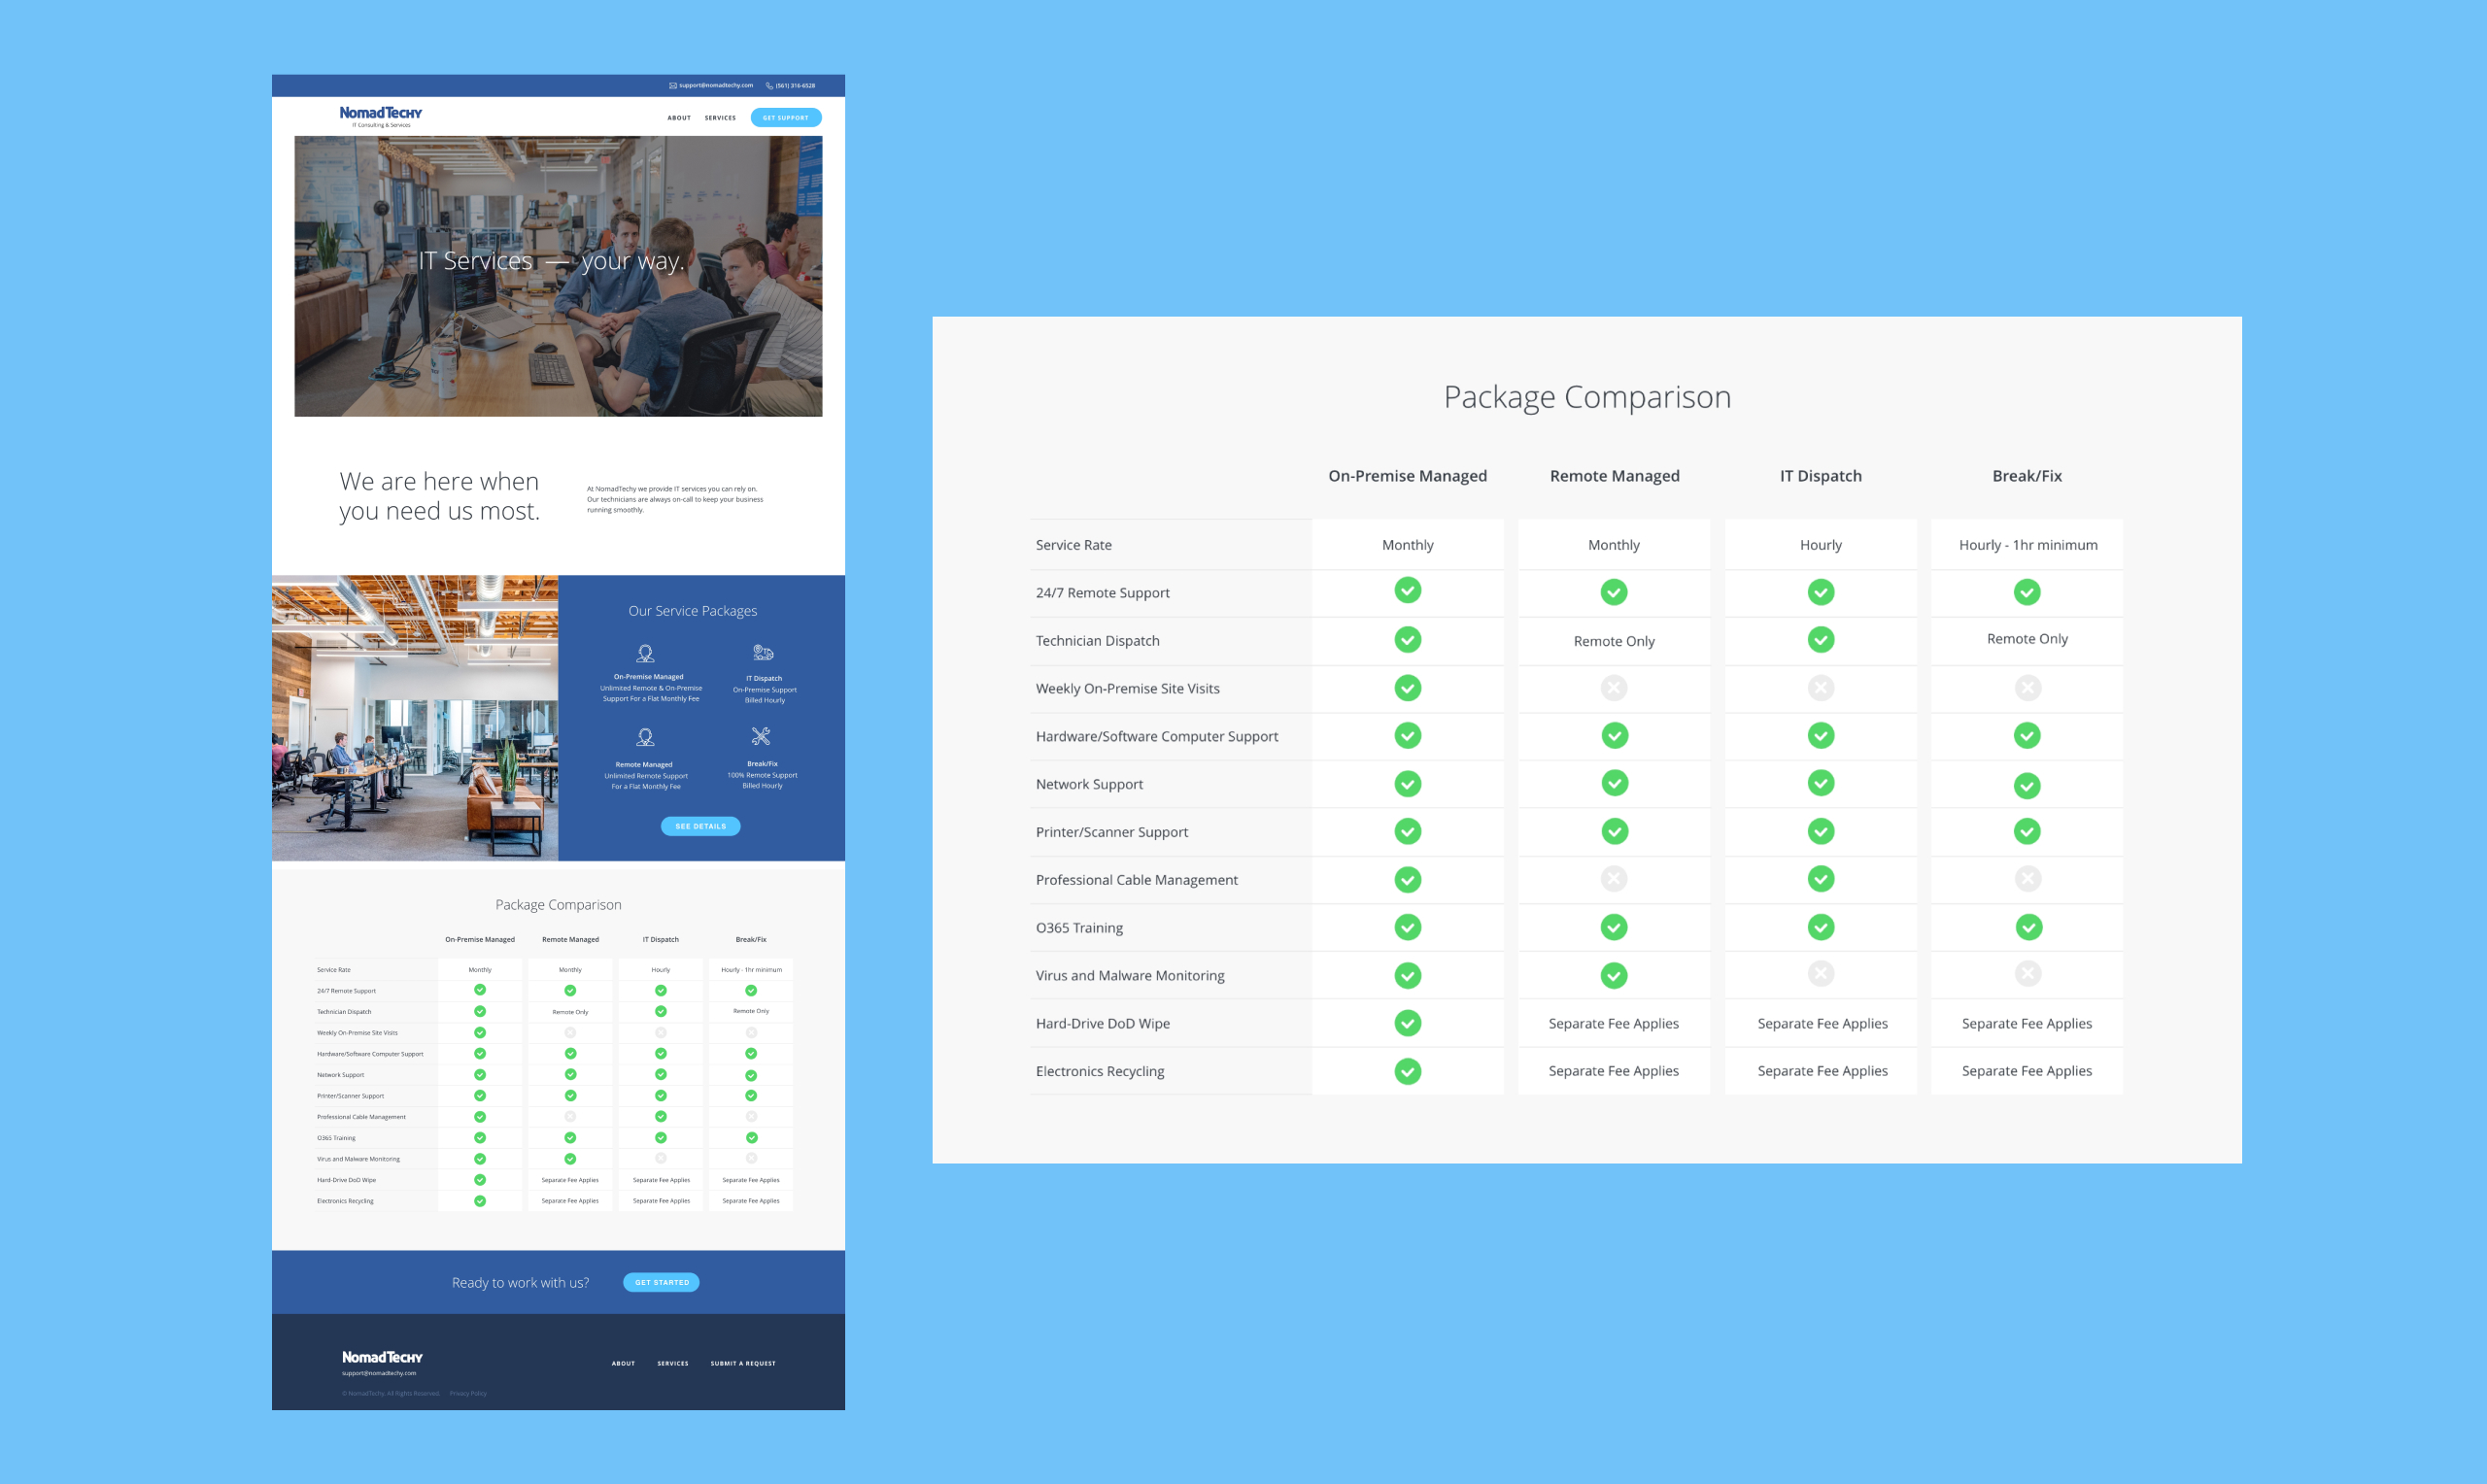 support@nomadtechy.com (561) 316-6528
NomadTechy
IT Consulting & Services
ABOUT SERVICES GET SUPPORT
IT Services — your way.
We are here when
you need us most.
At NomadTechy we provide IT services you can rely on.
Our technicians are always on-call to keep your business
running smoothly.
Our Service Packages
On-Premise Managed
Unlimited Remote & On-Premise
Support For a Flat Monthly Fee
IT Dispatch
On-Premise Support
Billed Hourly
Remote Managed
Unlimited Remote Support
For a Flat Monthly Fee
Break/Fix
100% Remote Support
Billed Hourly
SEE DETAILS
Package Comparison
On-Premise Managed Remote Managed IT Dispatch Break/Fix
Service Rate Monthly Monthly Hourly Hourly - 1hr minimum
24/7 Remote Support
Technician Dispatch Remote Only Remote Only
Weekly On-Premise Site Visits
Hardware/Software Computer Support
Network Support
Printer/Scanner Support
Professional Cable Management
O365 Training
Virus and Malware Monitoring
Hard-Drive DoD Wipe Separate Fee Applies Separate Fee Applies Separate Fee Applies
Electronics Recycling Separate Fee Applies Separate Fee Applies Separate Fee Applies
Ready to work with us? GET STARTED
NomadTechy
support@nomadtechy.com
ABOUT SERVICES SUBMIT A REQUEST
© NomadTechy. All Rights Reserved. Privacy Policy
Package Comparison
On-Premise Managed Remote Managed IT Dispatch Break/Fix
Service Rate Monthly Monthly Hourly Hourly - 1hr minimum
24/7 Remote Support
Technician Dispatch Remote Only Remote Only
Weekly On-Premise Site Visits
Hardware/Software Computer Support
Network Support
Printer/Scanner Support
Professional Cable Management
O365 Training
Virus and Malware Monitoring
Hard-Drive DoD Wipe Separate Fee Applies Separate Fee Applies Separate Fee Applies
Electronics Recycling Separate Fee Applies Separate Fee Applies Separate Fee Applies